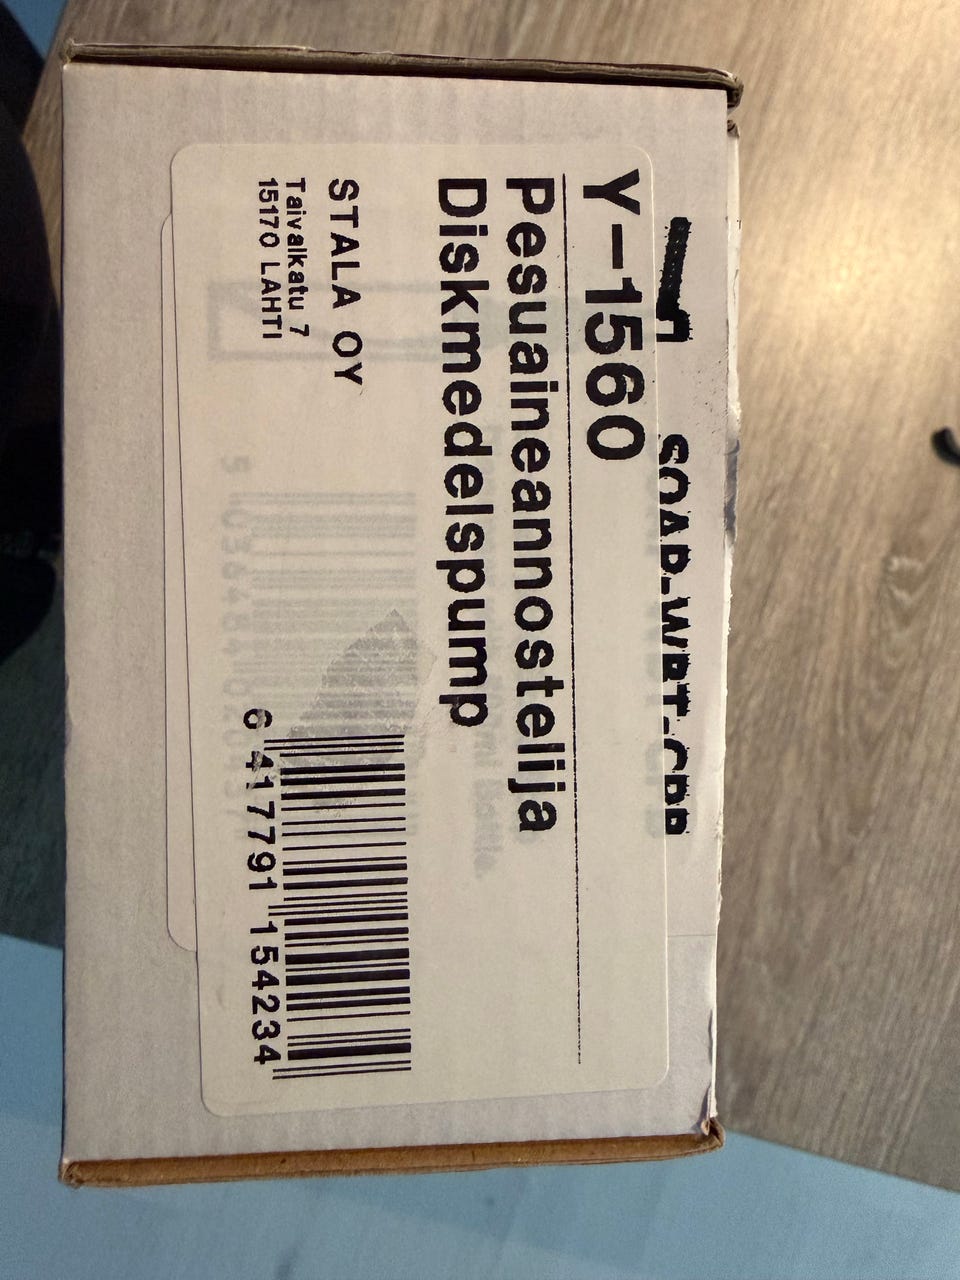 Y-1560
Pesuaineannostelija
Diskmedelspump
STALA OY
Taivalkatu 7
15170 LAHTI
6 417791 154234